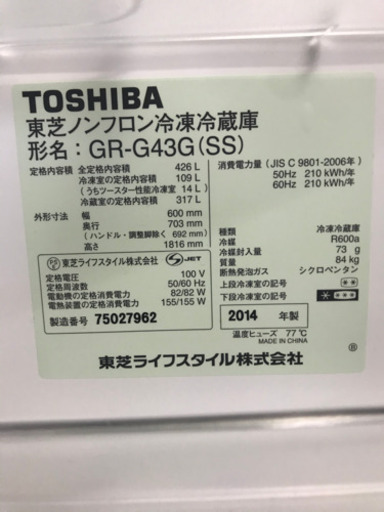 TOSHIBA
東芝ノンフロン冷凍冷蔵庫
形名：GR-G43G(SS)
定格内容積 全定格内容積 426 L
冷凍室の内容積 109 L
(うちツースター性能冷凍室 14 L)
冷蔵室の内容積 317 L
外形寸法 幅 600 mm
奥行 703 mm
(ハンドル・調整脚除く 692 mm)
高さ 1816 mm
東芝ライフスタイル株式会社 JET
定格電圧 100 V
定格周波数 50/60 Hz
電動機の定格消費電力 82/82 W
電熱装置の定格消費電力 155/155 W
製造番号 75027962
消費電力量 (JIS C 9801-2006年)
50Hz 210 kWh/年
60Hz 210 kWh/年
種類 冷凍冷蔵庫
冷媒 R600a
冷媒封入量 73 g
質量 84 kg
断熱発泡ガス シクロペンタン
上段冷凍室の記号
下段冷凍室の記号
2014 年製
温度ヒューズ 77℃
MADE IN CHINA
東芝ライフスタイル株式会社
B